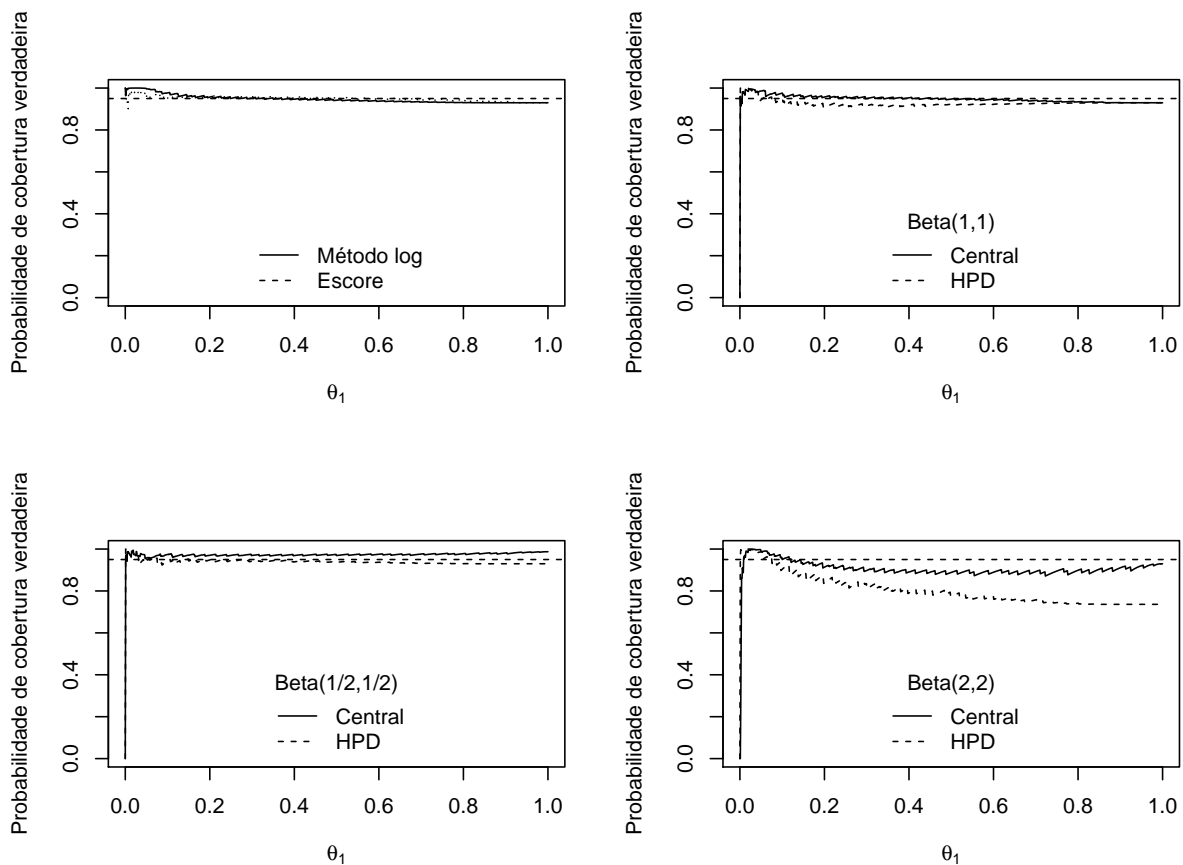 Probabilidade de cobertura verdadeira
0.0 0.4 0.8
Método log
Escore
0.0 0.2 0.4 0.6 0.8 1.0
θ1
Probabilidade de cobertura verdadeira
0.0 0.4 0.8
Beta(1,1)
Central
HPD
0.0 0.2 0.4 0.6 0.8 1.0
θ1
Probabilidade de cobertura verdadeira
0.0 0.4 0.8
Beta(1/2,1/2)
Central
HPD
0.0 0.2 0.4 0.6 0.8 1.0
θ1
Probabilidade de cobertura verdadeira
0.0 0.4 0.8
Beta(2,2)
Central
HPD
0.0 0.2 0.4 0.6 0.8 1.0
θ1